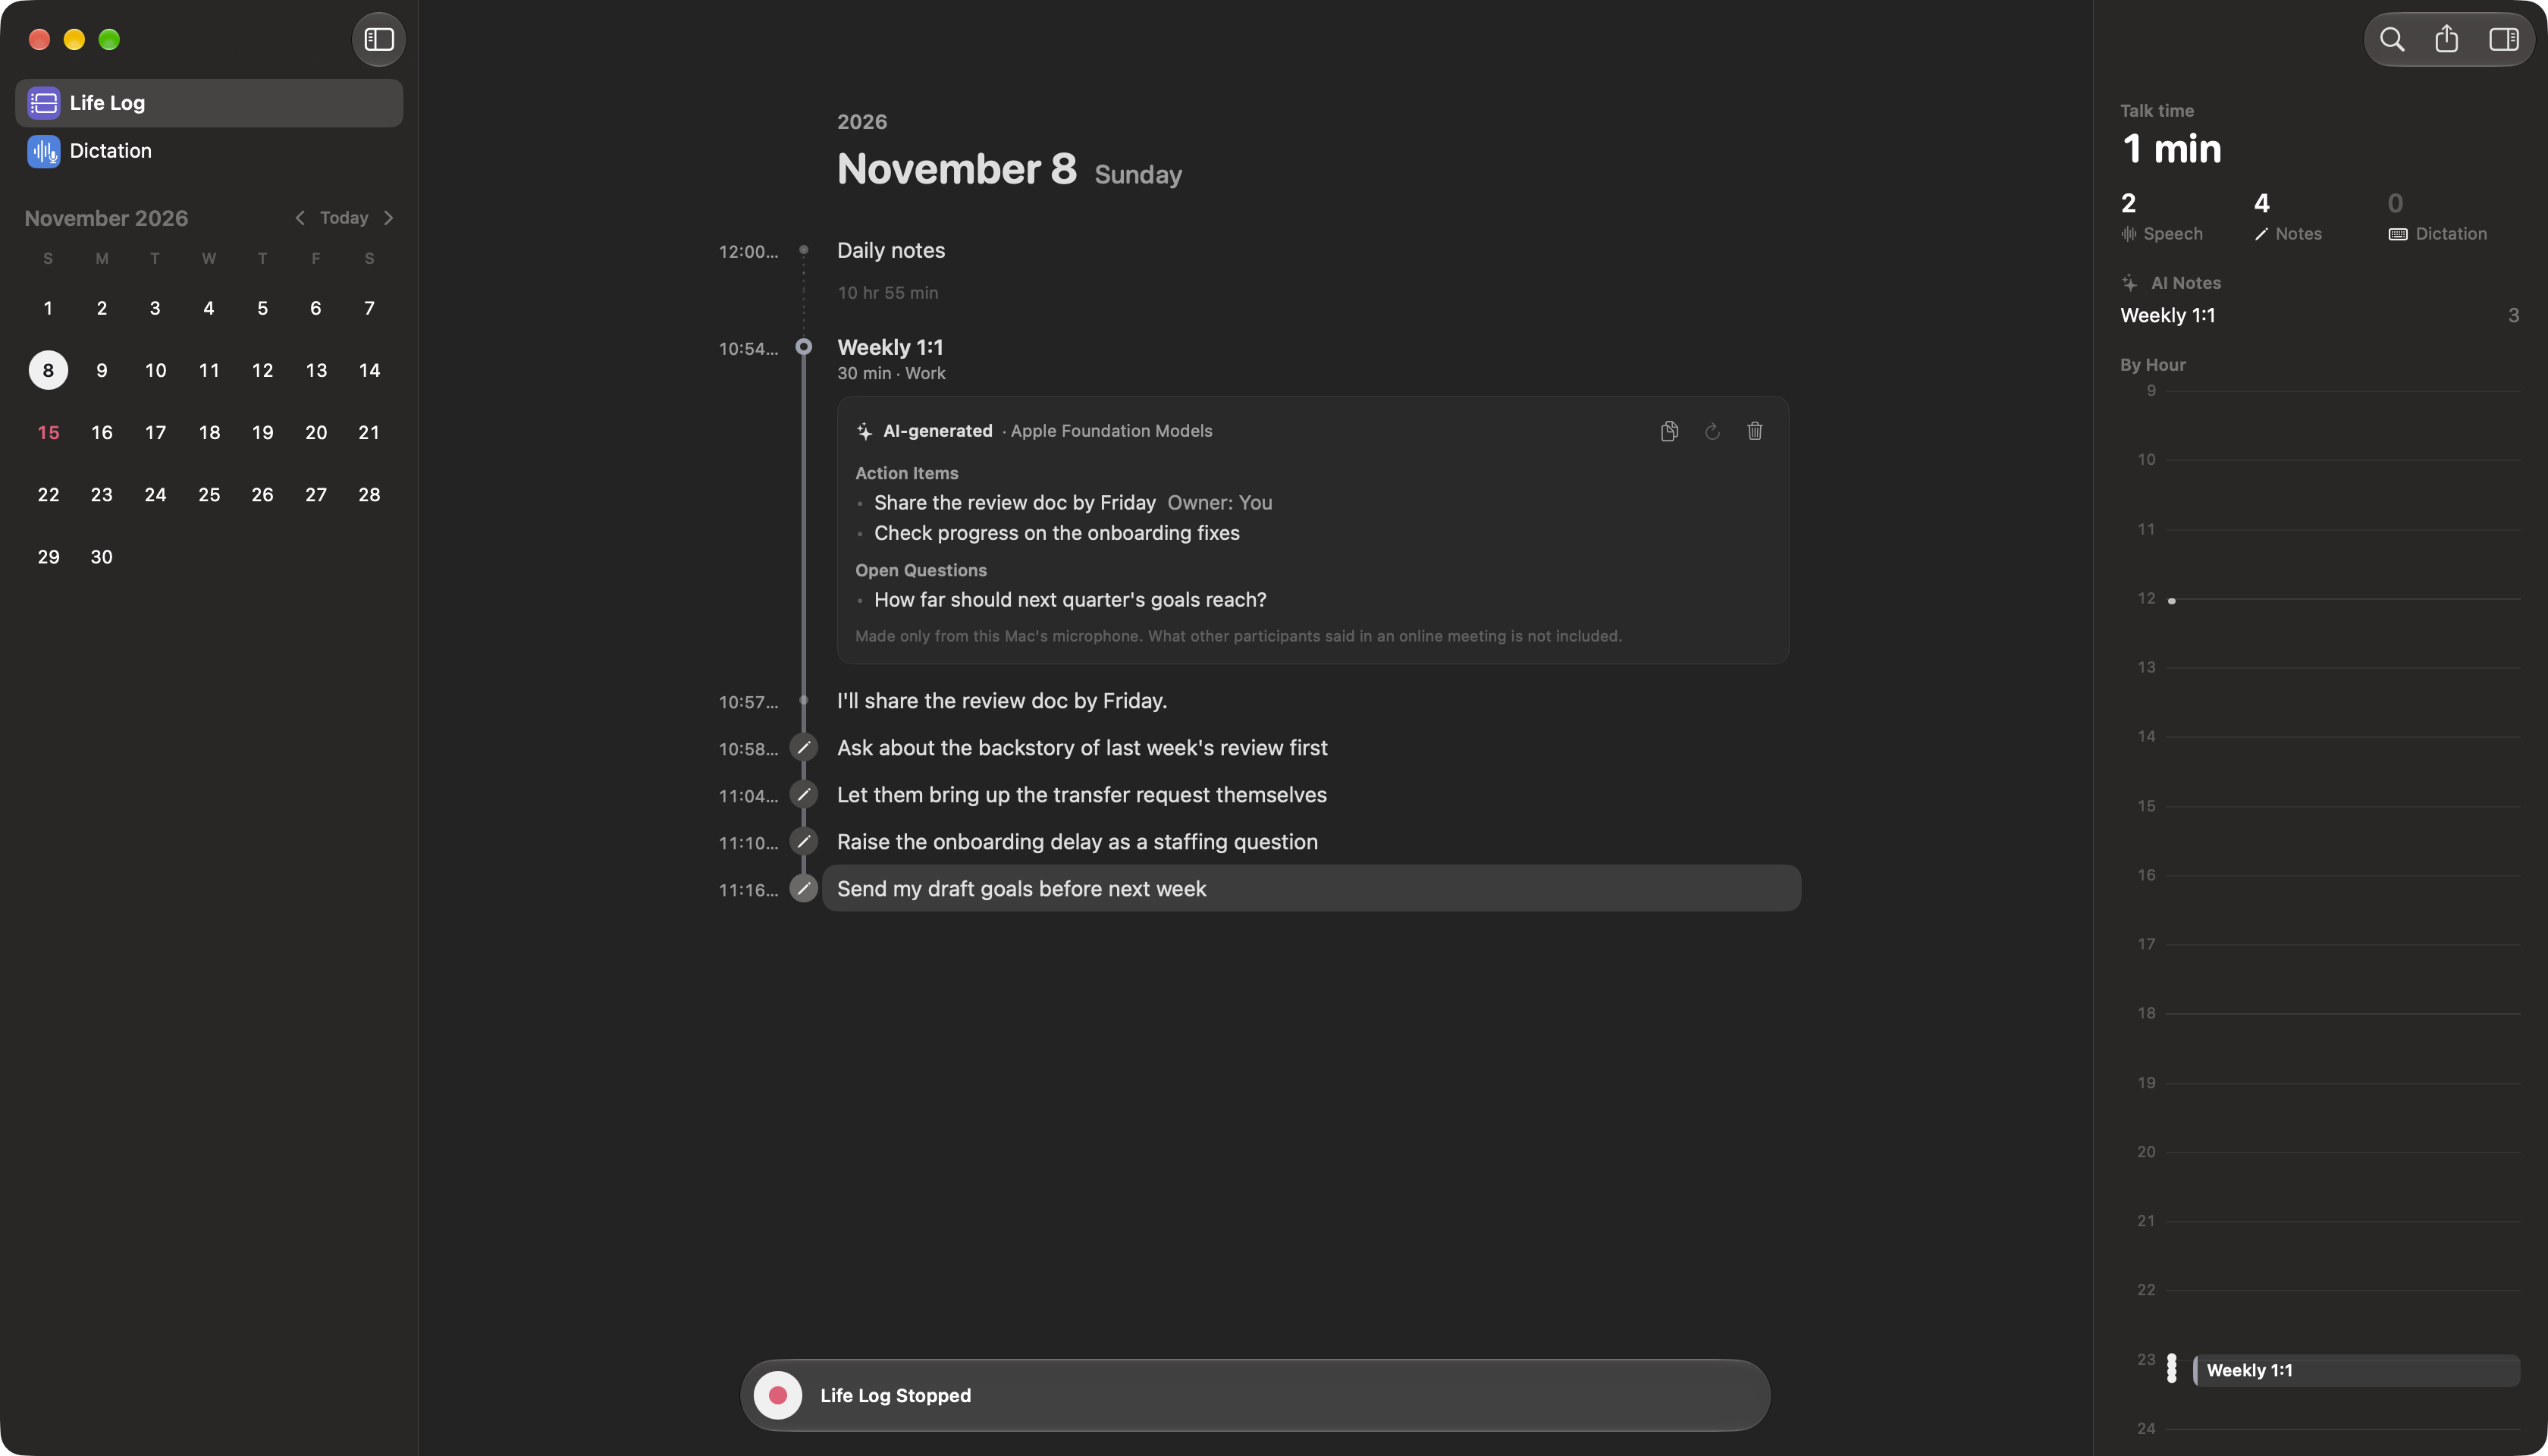 Life Log
Dictation
November 2026
Today
S M T W T F S
1 2 3 4 5 6 7
8 9 10 11 12 13 14
15 16 17 18 19 20 21
22 23 24 25 26 27 28
29 30
2026
November 8 Sunday
12:00... Daily notes
10 hr 55 min
10:54... Weekly 1:1
30 min · Work
AI-generated · Apple Foundation Models
Action Items
• Share the review doc by Friday Owner: You
• Check progress on the onboarding fixes
Open Questions
• How far should next quarter's goals reach?
Made only from this Mac's microphone. What other participants said in an online meeting is not included.
10:57... I'll share the review doc by Friday.
10:58... Ask about the backstory of last week's review first
11:04... Let them bring up the transfer request themselves
11:10... Raise the onboarding delay as a staffing question
11:16... Send my draft goals before next week
Life Log Stopped
Talk time
1 min
2 4 0
Speech Notes Dictation
AI Notes
Weekly 1:1 3
By Hour
9
10
11
12
13
14
15
16
17
18
19
20
21
22
23 Weekly 1:1
24